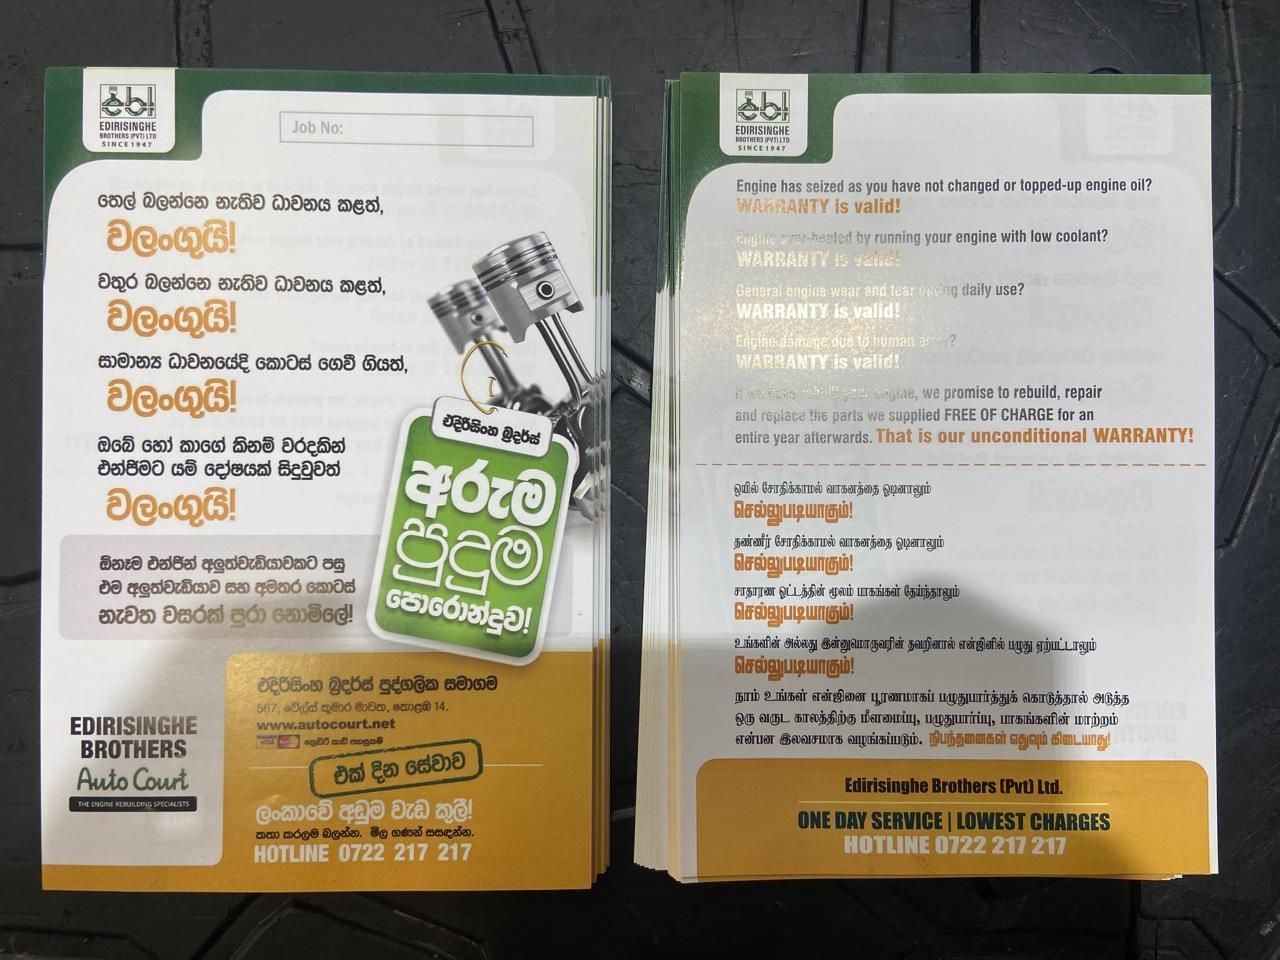 ebl
EDIRISINGHE
BROTHERS (PVT) LTD
SINCE 1947
Job No:
තෙල් බලන්නෙ නැතිව ධාවනය කළත්,
වලංගුයි!
වතුර බලන්නෙ නැතිව ධාවනය කළත්,
වලංගුයි!
සාමාන්‍ය ධාවනයේදි කොටස් ගෙවී ගියත්,
වලංගුයි!
ඔබේ හෝ කාගේ කිනම් වරදකින්
එන්ජිමට යම් දෝෂයක් සිදුවුවත්
වලංගුයි!
ඕනෑම එන්ජින් අලුත්වැඩියාවකට පසු
එම අලුත්වැඩියාව සහ අමතර කොටස්
නැවත වසරක් පුරා නොමිලේ!
එදිරිසිංහ බ්‍රදර්ස්
අරුම
පුදුම
පොරොන්දුව!
EDIRISINGHE
BROTHERS
Auto Court
THE ENGINE REBUILDING SPECIALISTS
එදිරිසිංහ බ්‍රදර්ස් පුද්ගලික සමාගම
567, වේල්ස් කුමාර මාවත, කොළඹ 14.
www.autocourt.net
VISA ක්‍රෙඩිට් කාඩ් පහසුකම්
එක් දින සේවාව
ලංකාවේ අඩුම වැඩ කුලී!
කතා කරලම බලන්න. මිල ගණන් සසඳන්න.
HOTLINE 0722 217 217
ebl
EDIRISINGHE
BROTHERS (PVT) LTD
SINCE 1947
Engine has seized as you have not changed or topped-up engine oil?
WARRANTY is valid!
Engine over-heated by running your engine with low coolant?
WARRANTY is valid!
General engine wear and tear during daily use?
WARRANTY is valid!
Engine damage due to human error?
WARRANTY is valid!
If we have rebuilt your engine, we promise to rebuild, repair
and replace the parts we supplied FREE OF CHARGE for an
entire year afterwards. That is our unconditional WARRANTY!
ஒயில் சோதிக்காமல் வாகனத்தை ஓடினாலும்
செல்லுபடியாகும்!
தண்ணீர் சோதிக்காமல் வாகனத்தை ஓடினாலும்
செல்லுபடியாகும்!
சாதாரண ஓட்டத்தின் மூலம் பாகங்கள் தேய்ந்தாலும்
செல்லுபடியாகும்!
உங்களின் அல்லது இன்னுமொருவரின் தவறினால் என்ஜினில் பழுது ஏற்பட்டாலும்
செல்லுபடியாகும்!
நாம் உங்கள் என்ஜினை பூரணமாகப் பழுதுபார்த்துக் கொடுத்தால் அடுத்த
ஒரு வருட காலத்திற்கு மீளமைப்பு, பழுதுபார்ப்பு, பாகங்களின் மாற்றம்
என்பன இலவசமாக வழங்கப்படும். நிபந்தனைகள் எதுவும் கிடையாது!
Edirisinghe Brothers (Pvt) Ltd.
ONE DAY SERVICE | LOWEST CHARGES
HOTLINE 0722 217 217